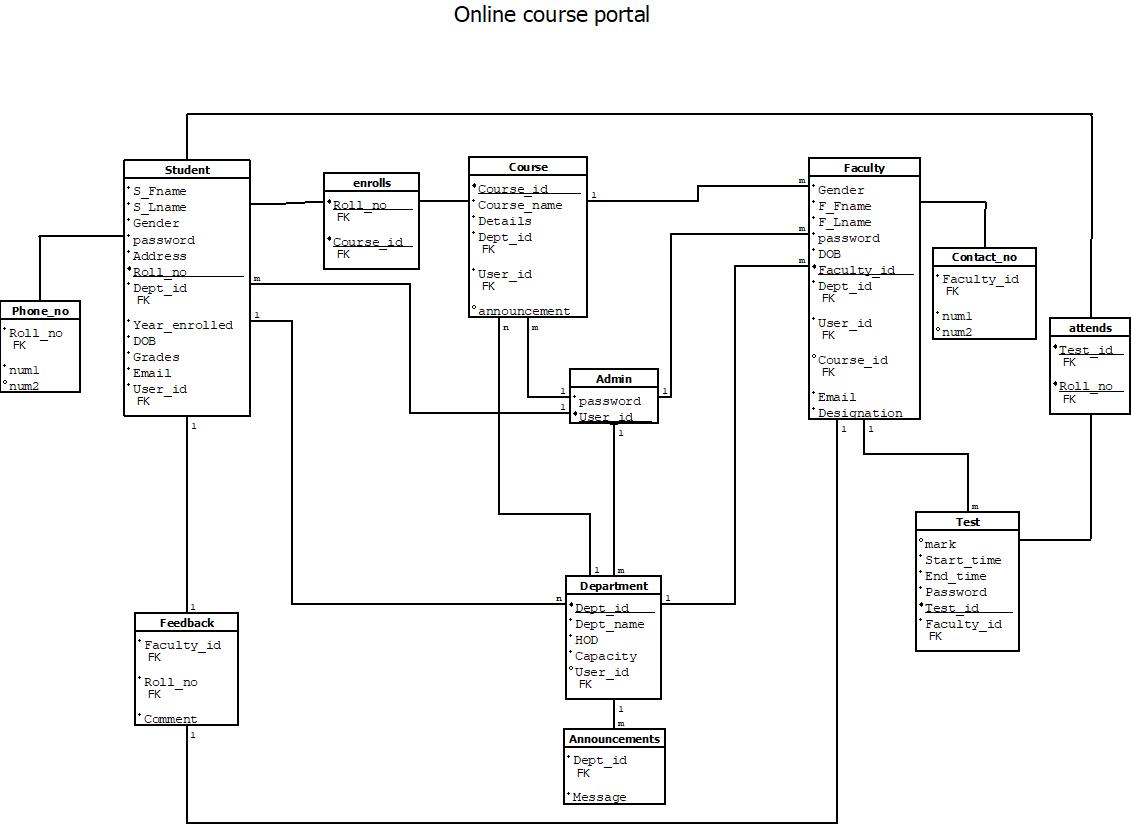 Online course portal
Student
S_Fname
S_Lname
Gender
password
Address
Roll_no
Dept_id
FK
Year_enrolled
DOB
Grades
Email
User_id
FK
enrolls
Roll_no
FK
Course_id
FK
Course
Course_id
Course_name
Details
Dept_id
FK
User_id
FK
announcement
Faculty
Gender
F_Fname
F_Lname
password
DOB
Faculty_id
Dept_id
FK
User_id
FK
Course_id
FK
Email
Designation
Contact_no
Faculty_id
FK
num1
num2
Phone_no
Roll_no
FK
num1
num2
attends
Test_id
FK
Roll_no
FK
Admin
password
User_id
Test
mark
Start_time
End_time
Password
Test_id
Faculty_id
FK
Department
Dept_id
Dept_name
HOD
Capacity
User_id
FK
Feedback
Faculty_id
FK
Roll_no
FK
Comment
Announcements
Dept_id
FK
Message
1
m
m
m
m
1
n
m
1
1
1
1
1
1
1
m
1
m
n
1
1
1
m
1